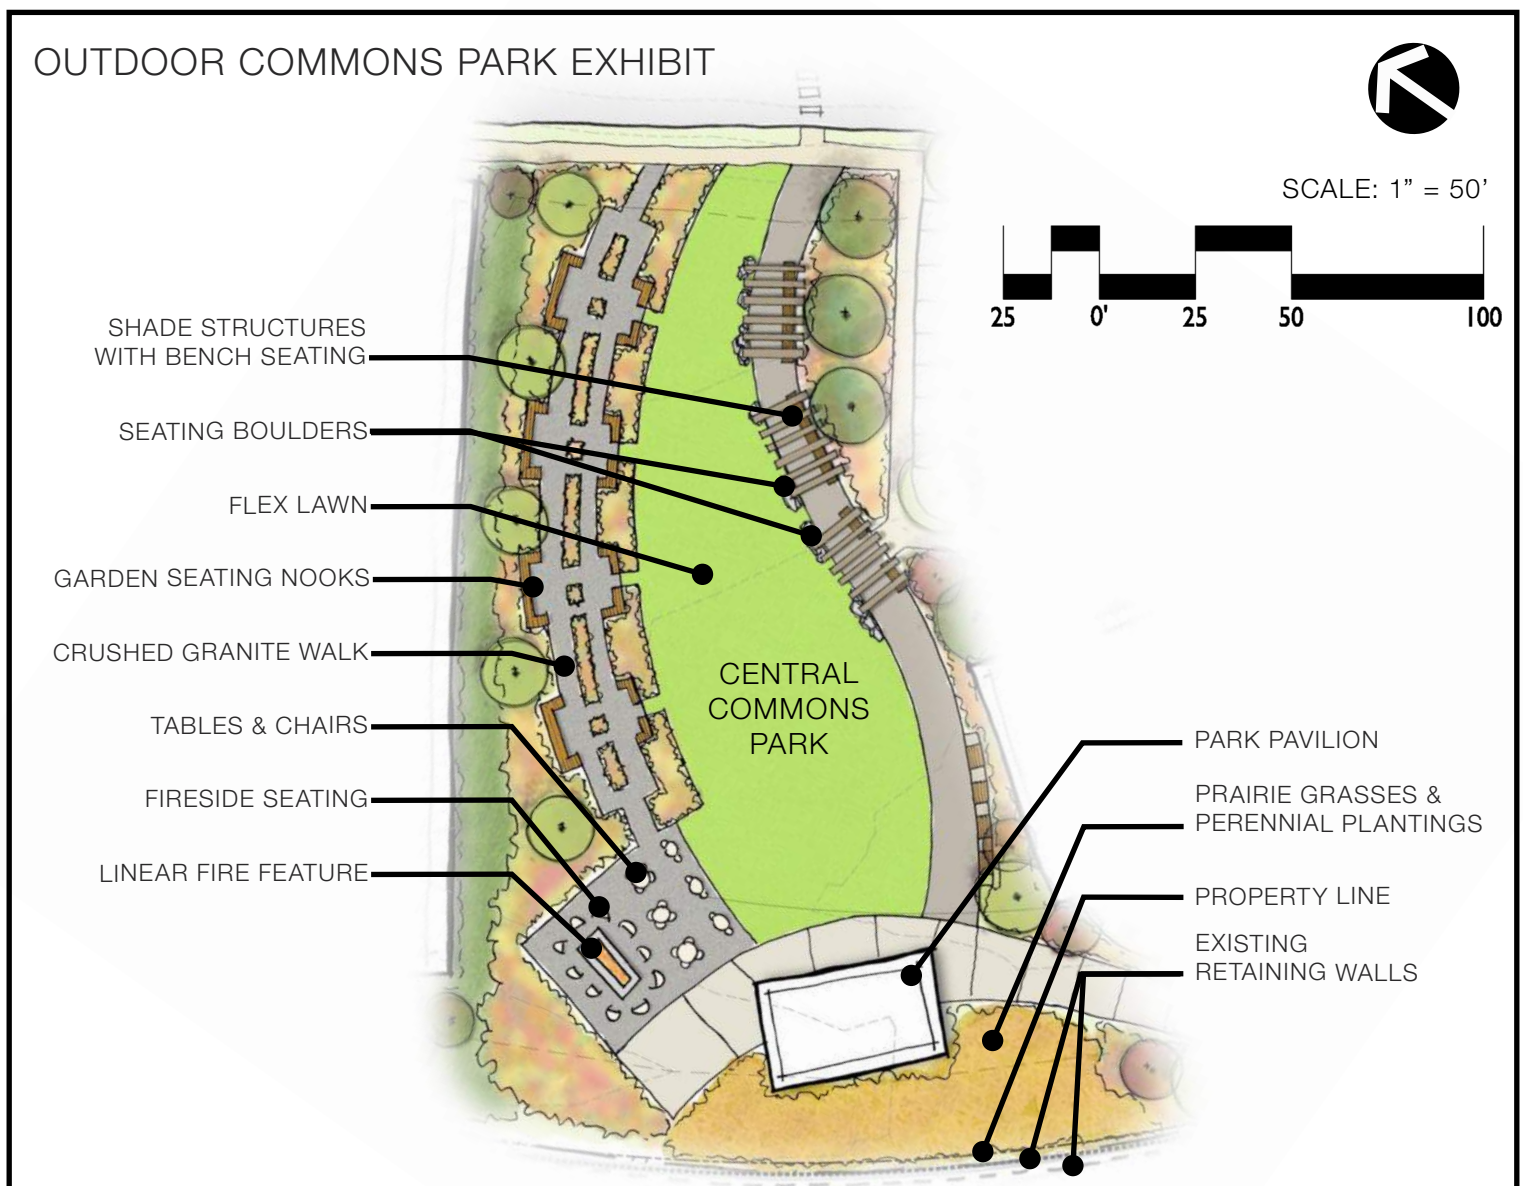 OUTDOOR COMMONS PARK EXHIBIT
SCALE: 1” = 50’
25 0' 25 50 100
SHADE STRUCTURES
WITH BENCH SEATING
SEATING BOULDERS
FLEX LAWN
GARDEN SEATING NOOKS
CRUSHED GRANITE WALK
TABLES & CHAIRS
FIRESIDE SEATING
LINEAR FIRE FEATURE
CENTRAL
COMMONS
PARK
PARK PAVILION
PRAIRIE GRASSES &
PERENNIAL PLANTINGS
PROPERTY LINE
EXISTING
RETAINING WALLS